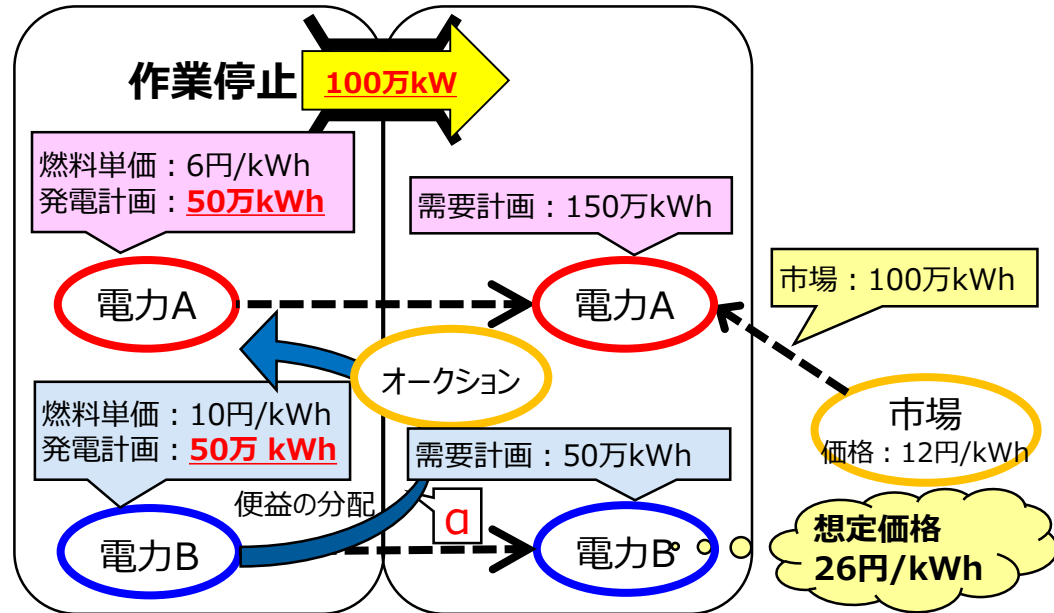 作業停止
100万kW
燃料単価：6円/kWh
発電計画：50万kWh
需要計画：150万kWh
市場：100万kWh
電力A
電力A
オークション
燃料単価：10円/kWh
発電計画：50万 kWh
需要計画：50万kWh
市場
価格：12円/kWh
便益の分配
α
電力B
電力B
想定価格
26円/kWh